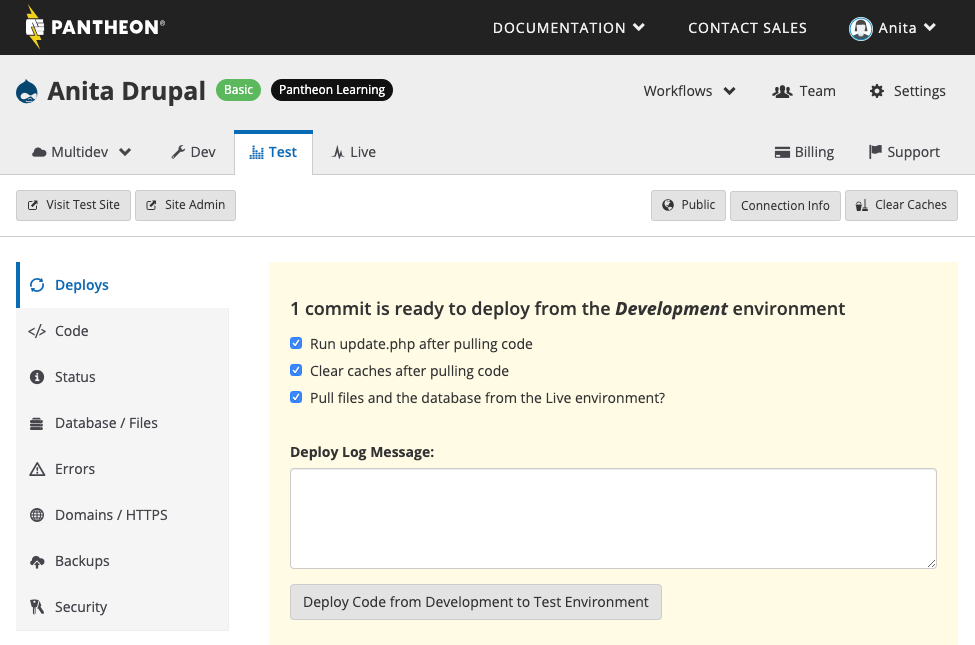 PANTHEON® DOCUMENTATION CONTACT SALES Anita
Anita Drupal Basic Pantheon Learning Workflows Team Settings
Multidev Dev Test Live Billing Support
Visit Test Site Site Admin Public Connection Info Clear Caches
Deploys
Code
Status
Database / Files
Errors
Domains / HTTPS
Backups
Security
1 commit is ready to deploy from the Development environment
Run update.php after pulling code
Clear caches after pulling code
Pull files and the database from the Live environment?
Deploy Log Message:
Deploy Code from Development to Test Environment